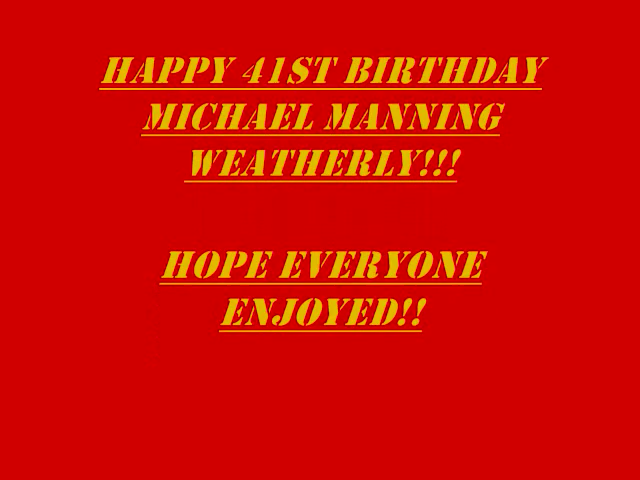 HAPPY 41ST BIRTHDAY
MICHAEL MANNING
WEATHERLY!!!
HOPE EVERYONE
ENJOYED!!